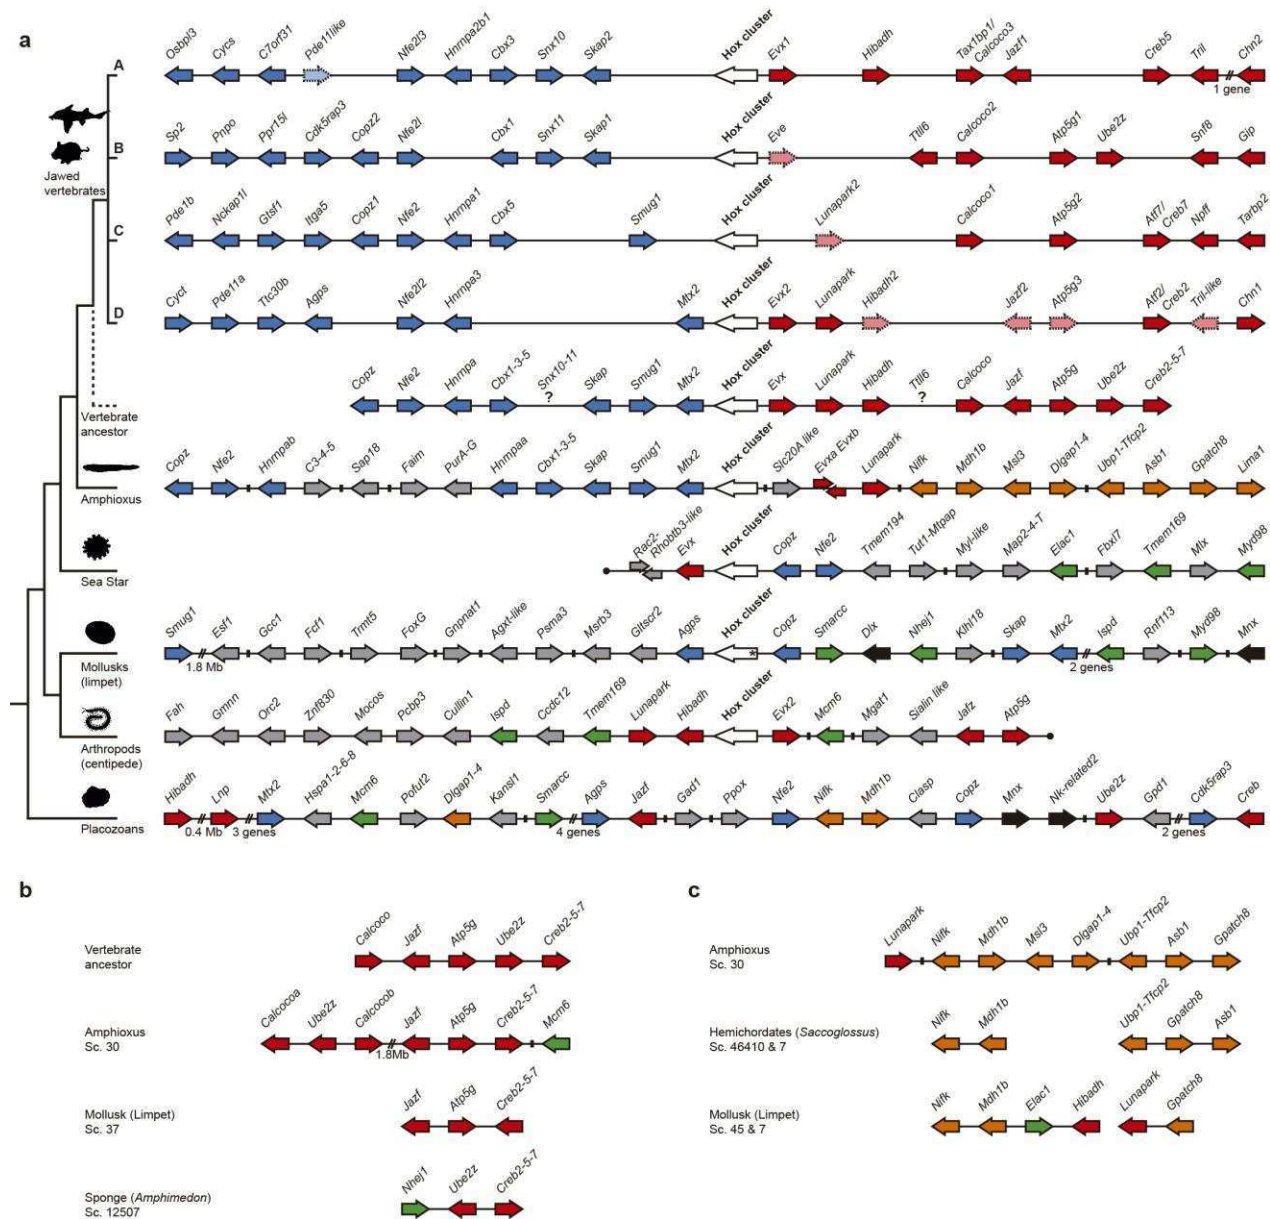 a
Osbpl3 Cycs C7orf31 Pde11like Nfe2l3 Hnrnpa2b1 Cbx3 Snx10 Skap2 Hox cluster Evx1 Hibadh Tax1bp1/ Calcoco3 Jazf1 Creb5 Tril Chn2
A
1 gene
Sp2 Pnpo Ppr15l Cdk5rap3 Copz2 Nfe2l Cbx1 Snx11 Skap1 Hox cluster Eve Ttll6 Calcoco2 Atp5g1 Ube2z Snf8 Gip
B
Jawed
vertebrates
Pde1b Nckap1l Gtsf1 Itga5 Copz1 Nfe2 Hnrnpa1 Cbx5 Smug1 Hox cluster Lunapark2 Calcoco1 Atp5g2 Atf7/ Creb7 Npff Tarbp2
C
Cyct Pde11a Ttc30b Agps Nfe2l2 Hnrnpa3 Mtx2 Hox cluster Evx2 Lunapark Hibadh2 Jazf2 Atp5g3 Atf2/ Creb2 Tril-like Chn1
D
Copz Nfe2 Hnrnpa Cbx1-3-5 Snx10-11 Skap Smug1 Mtx2 Hox cluster Evx Lunapark Hibadh Ttll6 Calcoco Jazf Atp5g Ube2z Creb2-5-7
? ?
Vertebrate
ancestor
Copz Nfe2 Hnrnpab C3-4-5 Sap18 Faim PurA-G Hnrnpaa Cbx1-3-5 Skap Smug1 Mtx2 Hox cluster Slc20A like Evxa Evxb Lunapark Nifk Mdh1b Msl3 Dlgap1-4 Ubp1-Tfcp2 Asb1 Gpatch8 Lima1
Amphioxus
Rac2- Rhobtb3-like Evx Hox cluster Copz Nfe2 Tmem194 Tut1-Mtpap Myl-like Map2-4-T Elac1 Fbxl7 Tmem169 Mlx Myd98
Sea Star
Smug1 Esf1 Gcc1 Fcf1 Trmt5 FoxG Gnpnat1 Agxt-like Psma3 Msrb3 Gltscr2 Agps Hox cluster Copz Smarcc Dlx Nhej1 Klhl18 Skap Mtx2 Ispd Rnf113 Myd98 Mnx
*
1.8 Mb 2 genes
Mollusks
(limpet)
Fah Gmnn Orc2 Znf830 Mocos Pcbp3 Cullin1 Ispd Ccdc12 Tmem169 Lunapark Hibadh Hox cluster Evx2 Mcm6 Mgat1 Sialin like Jafz Atp5g
Arthropods
(centipede)
Hibadh Lnp Mtx2 Hspa1-2-6-8 Mcm6 Pofut2 Dlgap1-4 Kansl1 Smarcc Agps Jazf Gad1 Ppox Nfe2 Nifk Mdh1b Clasp Copz Mnx Nk-related2 Ube2z Gpd1 Cdk5rap3 Creb
Placozoans
0.4 Mb 3 genes 4 genes 2 genes
b
Calcoco Jazf Atp5g Ube2z Creb2-5-7
Vertebrate
ancestor
Calcocoa Ube2z Calcocob Jazf Atp5g Creb2-5-7 Mcm6
Amphioxus
Sc. 30
1.8Mb
Jazf Atp5g Creb2-5-7
Mollusk (Limpet)
Sc. 37
Nhej1 Ube2z Creb2-5-7
Sponge (Amphimedon)
Sc. 12507
c
Lunapark Nifk Mdh1b Msl3 Dlgap1-4 Ubp1-Tfcp2 Asb1 Gpatch8
Amphioxus
Sc. 30
Nifk Mdh1b Ubp1-Tfcp2 Gpatch8 Asb1
Hemichordates (Saccoglossus)
Sc. 46410 & 7
Nifk Mdh1b Elac1 Hibadh Lunapark Gpatch8
Mollusk (Limpet)
Sc. 45 & 7